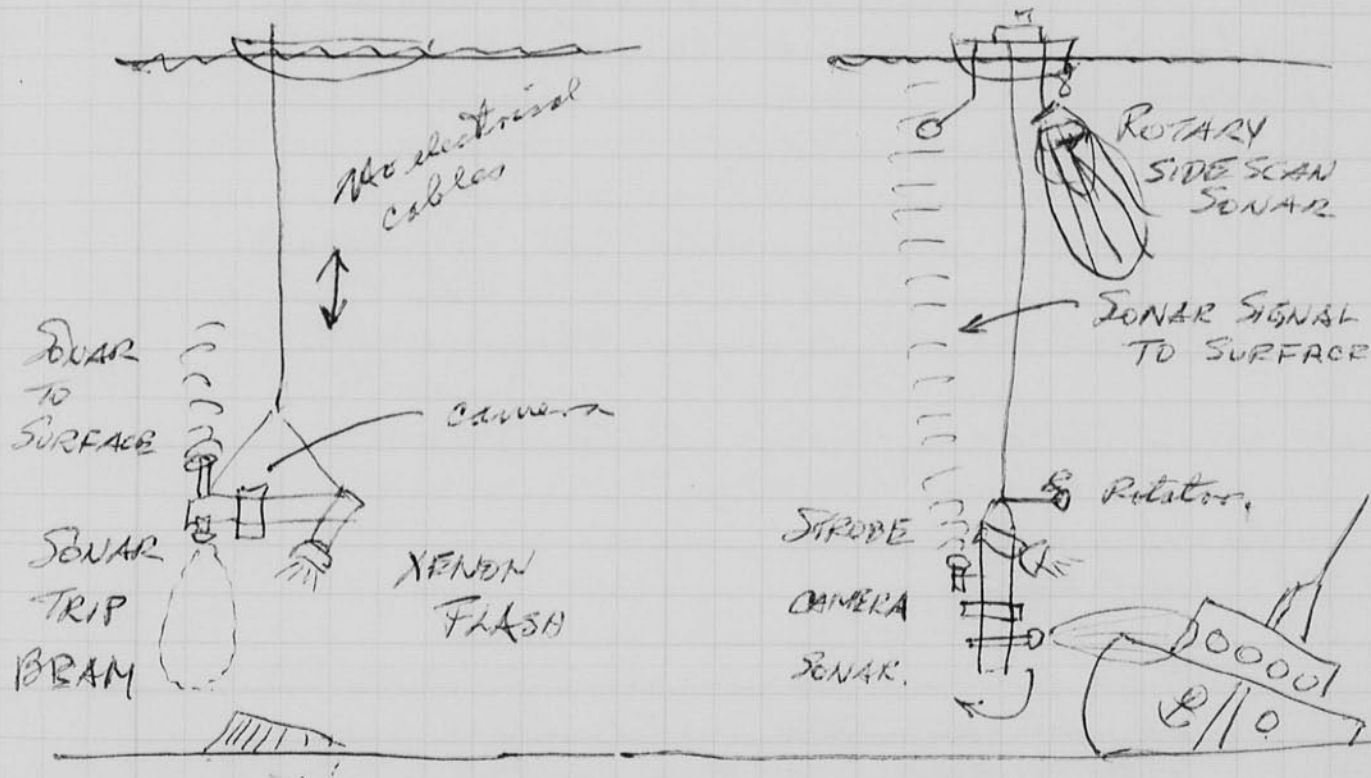 No electrical
cables
SONAR
TO
SURFACE
camera
SONAR
TRIP
BEAM
XENON
FLASH
ROTARY
SIDE SCAN
SONAR
SONAR SIGNAL
TO SURFACE
Rotator.
STROBE
CAMERA
SONAR.